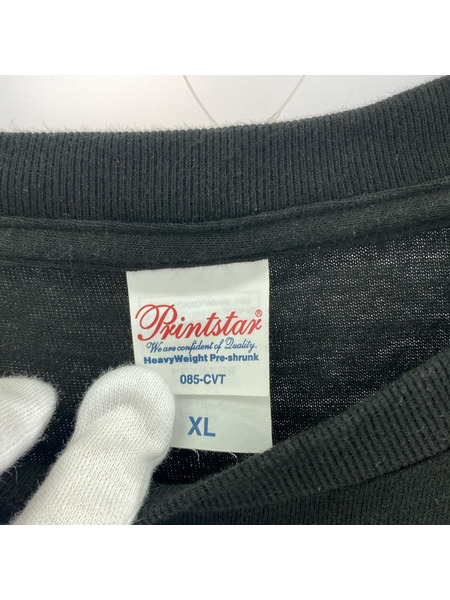 Printstar®
We are confident of Quality.
HeavyWeight Pre-shrunk
085-CVT
XL